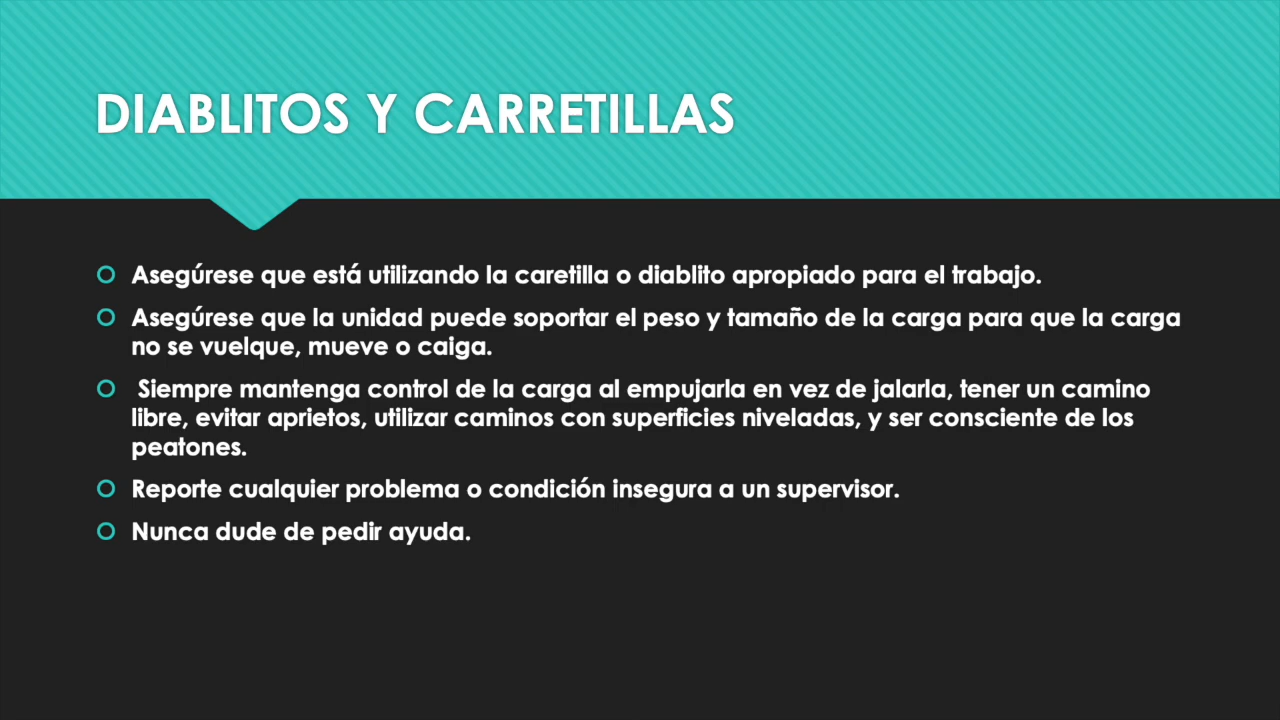 DIABLITOS Y CARRETILLAS
Asegúrese que está utilizando la caretilla o diablito apropiado para el trabajo.
Asegúrese que la unidad puede soportar el peso y tamaño de la carga para que la carga
no se vuelque, mueve o caiga.
Siempre mantenga control de la carga al empujarla en vez de jalarla, tener un camino
libre, evitar aprietos, utilizar caminos con superficies niveladas, y ser consciente de los
peatones.
Reporte cualquier problema o condición insegura a un supervisor.
Nunca dude de pedir ayuda.